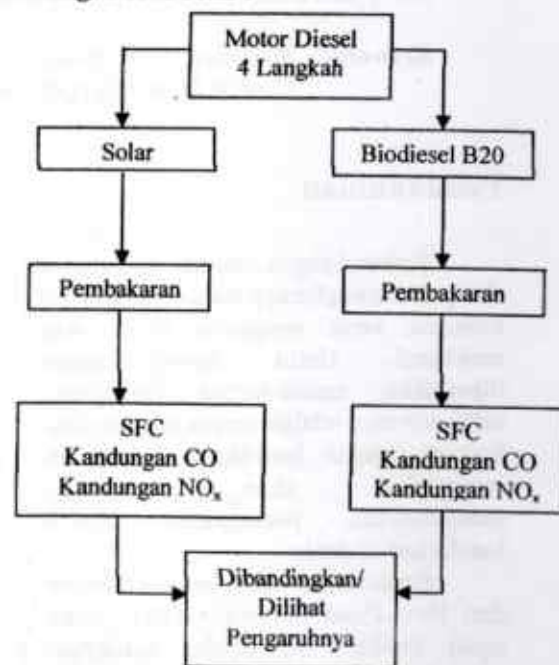 Motor Diesel
4 Langkah
Solar
Biodiesel B20
Pembakaran
Pembakaran
SFC
Kandungan CO
Kandungan NOₓ
SFC
Kandungan CO
Kandungan NOₓ
Dibandingkan/
Dilihat
Pengaruhnya